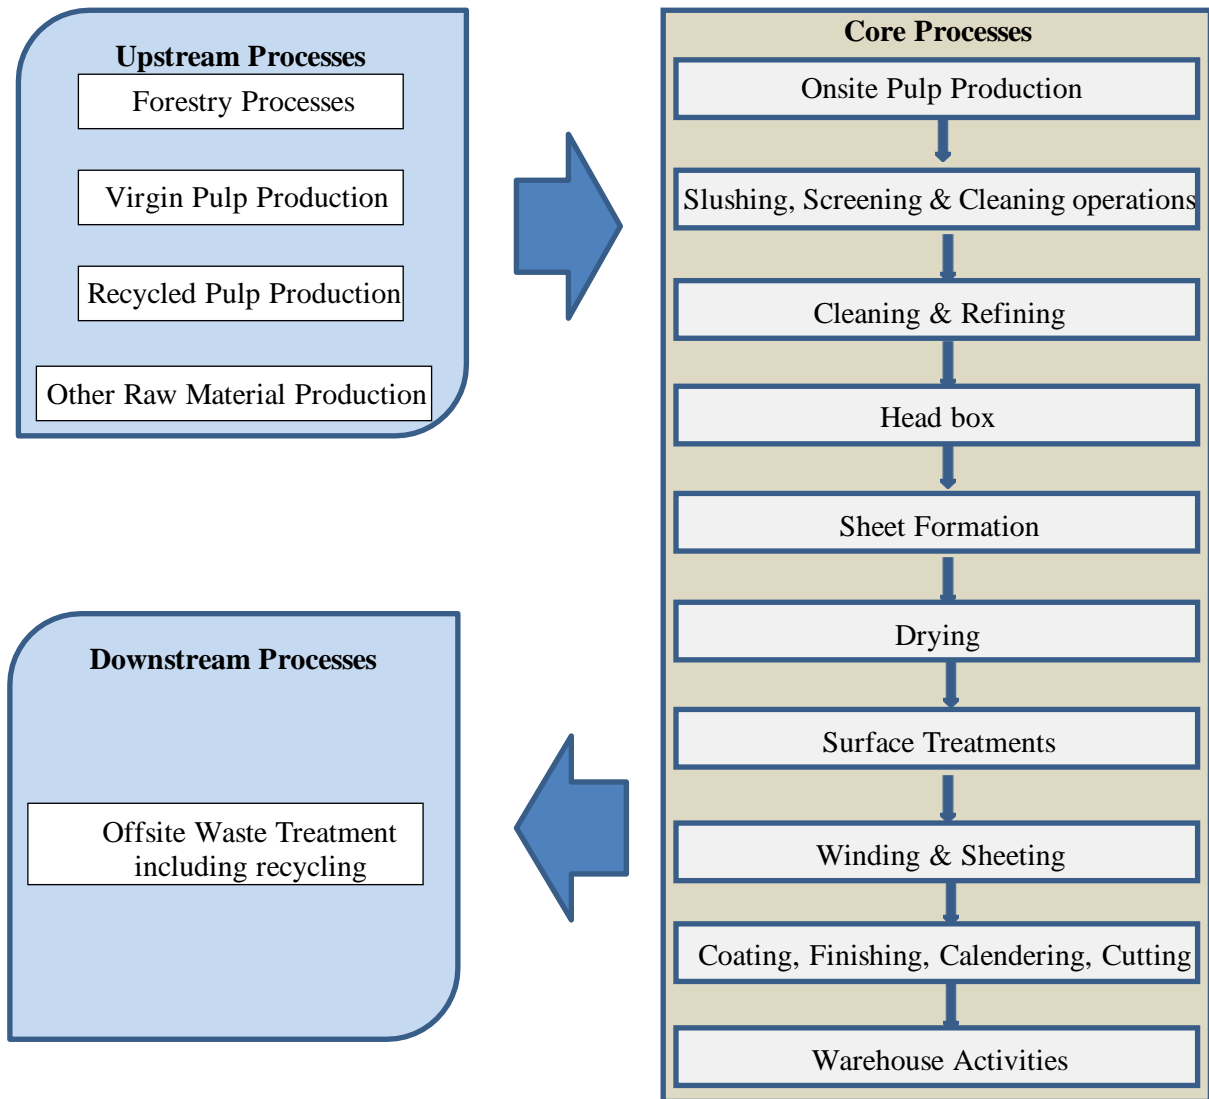 Upstream Processes
Forestry Processes
Virgin Pulp Production
Recycled Pulp Production
Other Raw Material Production
Core Processes
Onsite Pulp Production
Slushing, Screening & Cleaning operations
Cleaning & Refining
Head box
Sheet Formation
Drying
Surface Treatments
Winding & Sheeting
Coating, Finishing, Calendering, Cutting
Warehouse Activities
Downstream Processes
Offsite Waste Treatment
including recycling